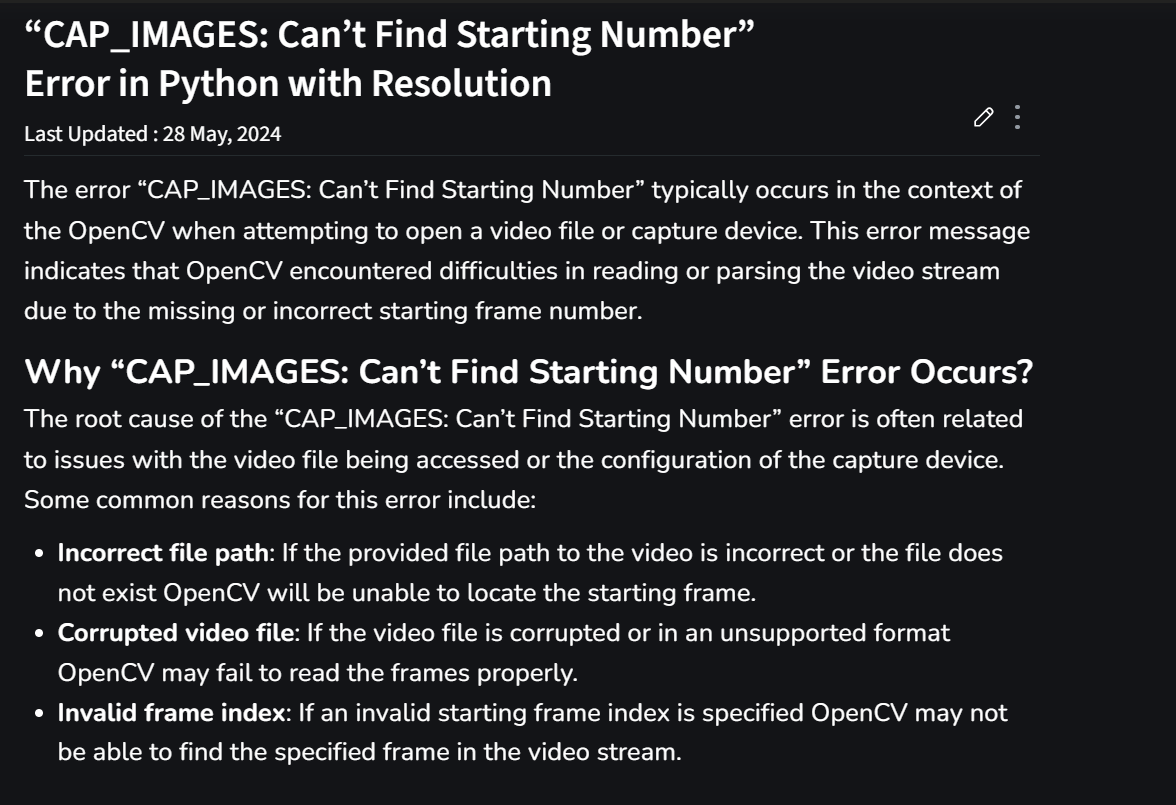 “CAP_IMAGES: Can’t Find Starting Number”
Error in Python with Resolution
Last Updated : 28 May, 2024
The error “CAP_IMAGES: Can’t Find Starting Number” typically occurs in the context of
the OpenCV when attempting to open a video file or capture device. This error message
indicates that OpenCV encountered difficulties in reading or parsing the video stream
due to the missing or incorrect starting frame number.
Why “CAP_IMAGES: Can’t Find Starting Number” Error Occurs?
The root cause of the “CAP_IMAGES: Can’t Find Starting Number” error is often related
to issues with the video file being accessed or the configuration of the capture device.
Some common reasons for this error include:
• Incorrect file path: If the provided file path to the video is incorrect or the file does
not exist OpenCV will be unable to locate the starting frame.
• Corrupted video file: If the video file is corrupted or in an unsupported format
OpenCV may fail to read the frames properly.
• Invalid frame index: If an invalid starting frame index is specified OpenCV may not
be able to find the specified frame in the video stream.